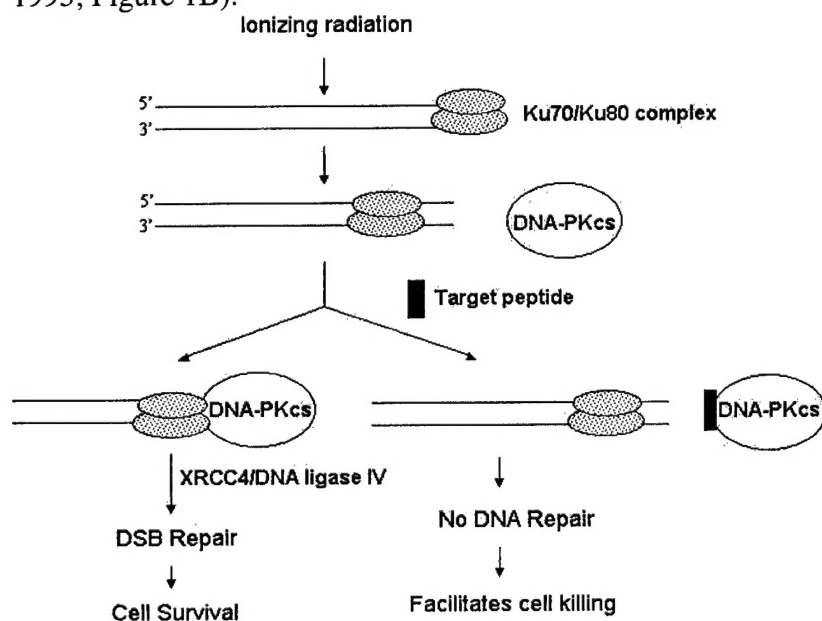 1995; Figure 1B).
Ionizing radiation
5'
3'
Ku70/Ku80 complex
5'
3'
DNA-PKcs
Target peptide
DNA-PKcs
DNA-PKcs
XRCC4/DNA ligase IV
No DNA Repair
DSB Repair
Facilitates cell killing
Cell Survival